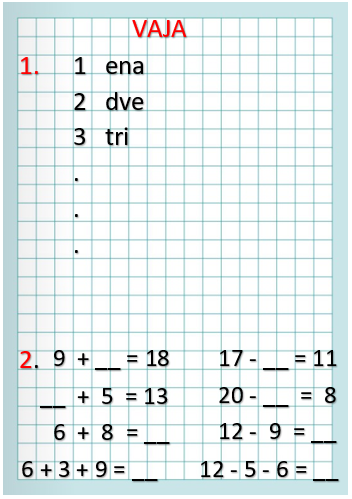 VAJA
1. 1 ena
2 dve
3 tri
.
.
.
2. 9 + __ = 18 17 - __ = 11
__ + 5 = 13 20 - __ = 8
6 + 8 = __ 12 - 9 = __
6 + 3 + 9 = __ 12 - 5 - 6 = __